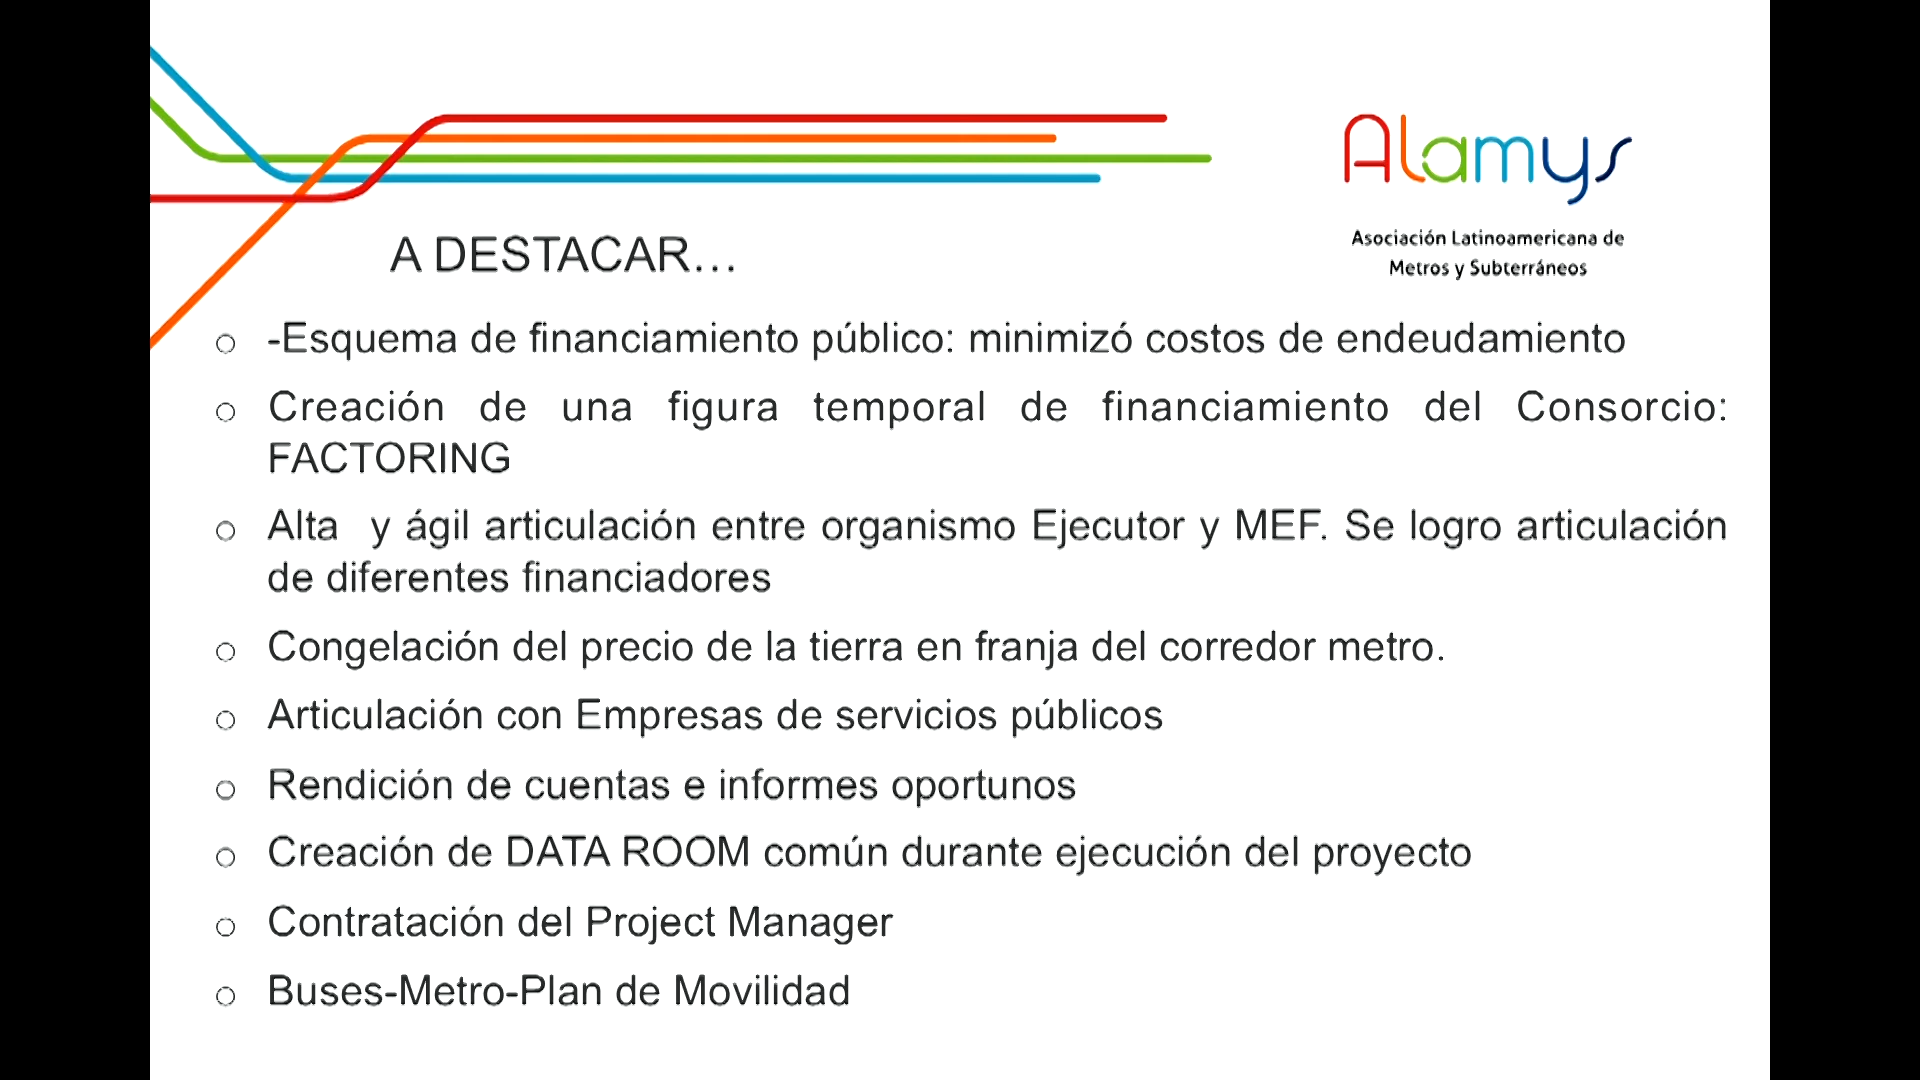 Alamys
Asociación Latinoamericana de
Metros y Subterráneos
A DESTACAR...
-Esquema de financiamiento público: minimizó costos de endeudamiento
Creación de una figura temporal de financiamiento del Consorcio:
FACTORING
Alta y ágil articulación entre organismo Ejecutor y MEF. Se logro articulación
de diferentes financiadores
Congelación del precio de la tierra en franja del corredor metro.
Articulación con Empresas de servicios públicos
Rendición de cuentas e informes oportunos
Creación de DATA ROOM común durante ejecución del proyecto
Contratación del Project Manager
Buses-Metro-Plan de Movilidad